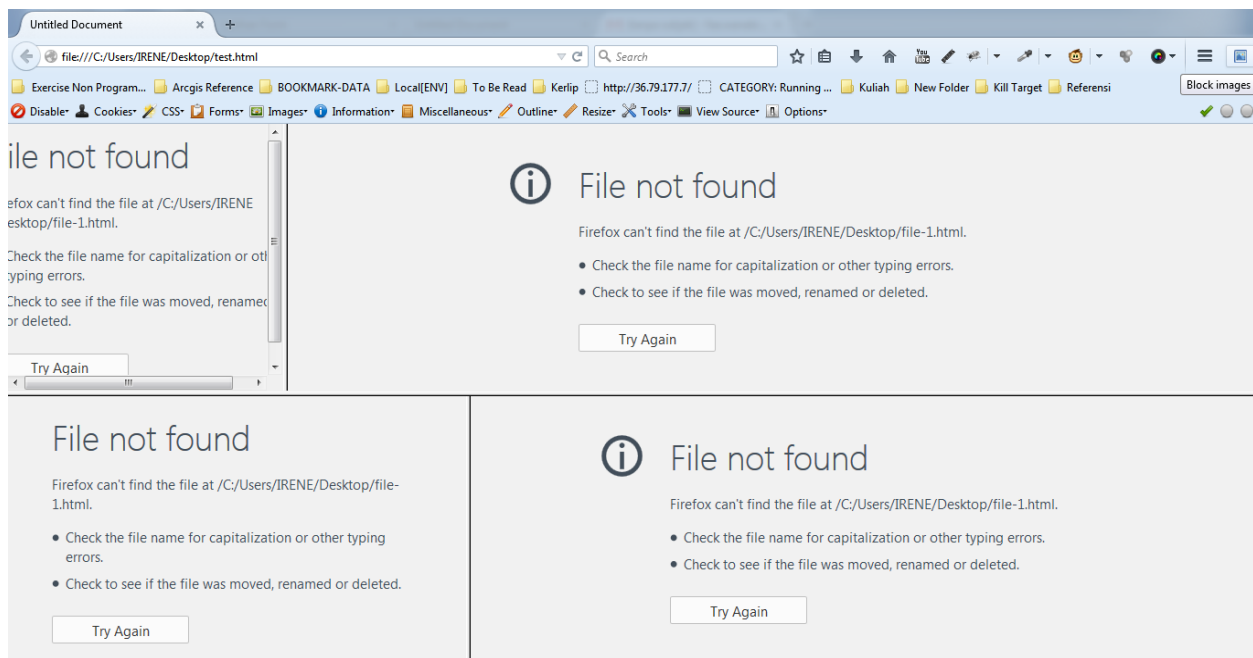 Untitled Document × +
file:///C:/Users/IRENE/Desktop/test.html Search You Tube
Exercise Non Program... Arcgis Reference BOOKMARK-DATA Local[ENV] To Be Read Kerlip http://36.79.177.7/ CATEGORY: Running ... Kuliah New Folder Kill Target Referensi Block images
Disable Cookies CSS Forms Images Information Miscellaneous Outline Resize Tools View Source Options
ile not found
efox can't find the file at /C:/Users/IRENE
esktop/file-1.html.
Check the file name for capitalization or oth
typing errors.
Check to see if the file was moved, renamed
or deleted.
Try Again
File not found
Firefox can't find the file at /C:/Users/IRENE/Desktop/file-1.html.
• Check the file name for capitalization or other typing errors.
• Check to see if the file was moved, renamed or deleted.
Try Again
File not found
Firefox can't find the file at /C:/Users/IRENE/Desktop/file-
1.html.
• Check the file name for capitalization or other typing
errors.
• Check to see if the file was moved, renamed or deleted.
Try Again
File not found
Firefox can't find the file at /C:/Users/IRENE/Desktop/file-1.html.
• Check the file name for capitalization or other typing errors.
• Check to see if the file was moved, renamed or deleted.
Try Again